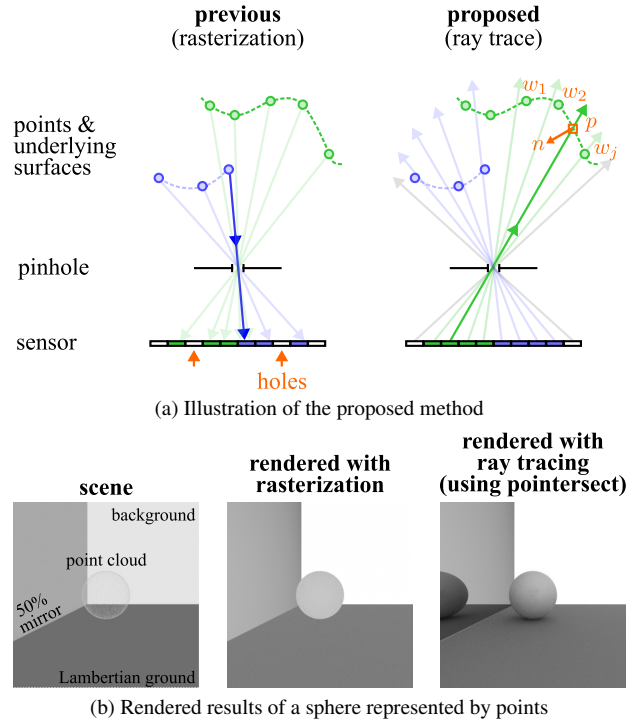 previous
(rasterization)
proposed
(ray trace)
points &
underlying
surfaces
w1
w2
p
n
wj
pinhole
sensor
holes
(a) Illustration of the proposed method
scene
rendered with
rasterization
rendered with
ray tracing
(using pointersect)
background
point cloud
50%
mirror
Lambertian ground
(b) Rendered results of a sphere represented by points